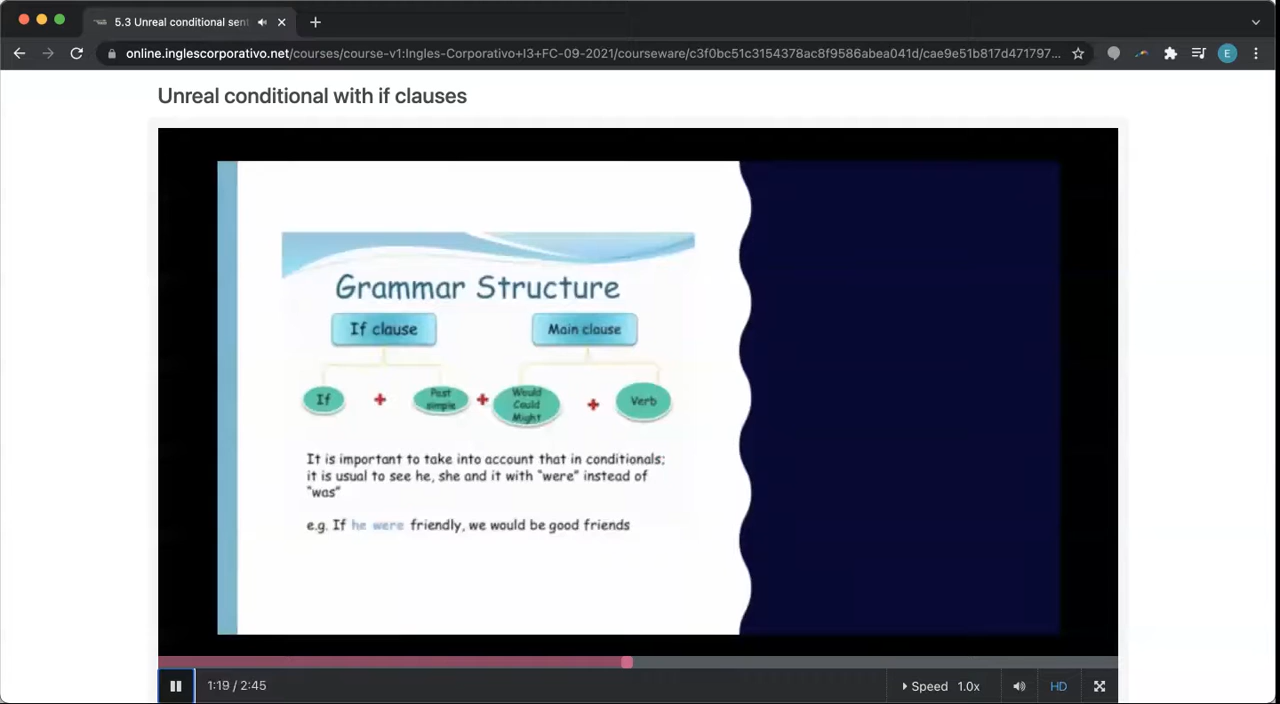 5.3 Unreal conditional sent
online.inglescorporativo.net/courses/course-v1:Ingles-Corporativo+I3+FC-09-2021/courseware/c3f0bc51c3154378ac8f9586abea041d/cae9e51b817d471797...
E
Unreal conditional with if clauses
Grammar Structure
If clause
Main clause
If
Past simple
Would Could Might
Verb
It is important to take into account that in conditionals;
it is usual to see he, she and it with “were” instead of
“was”
e.g. If he were friendly, we would be good friends
1:19 / 2:45
Speed 1.0x
HD